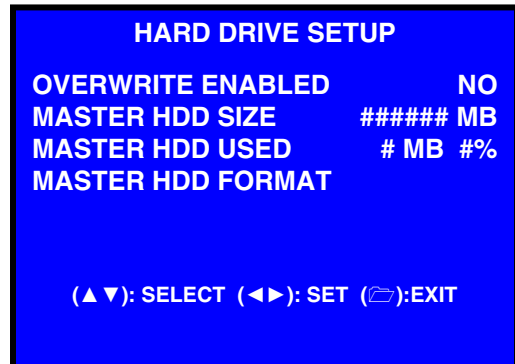 HARD DRIVE SETUP
OVERWRITE ENABLED NO
MASTER HDD SIZE ###### MB
MASTER HDD USED # MB #%
MASTER HDD FORMAT
(▲▼): SELECT (◄►): SET (🗁):EXIT